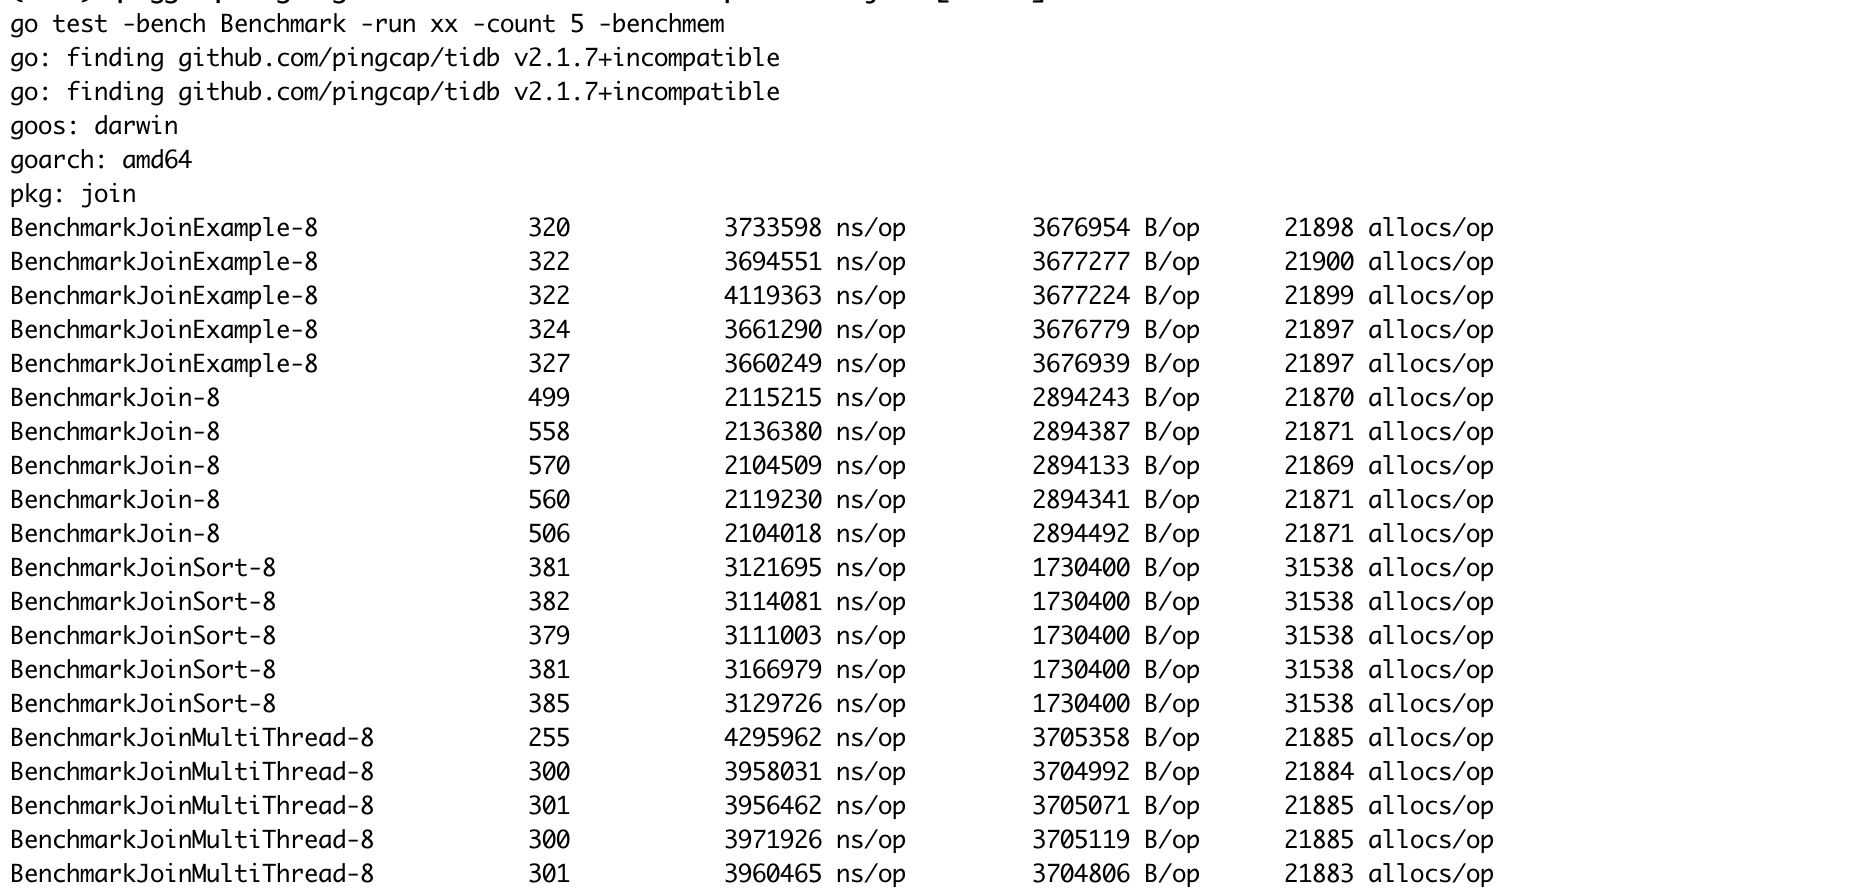 go test -bench Benchmark -run xx -count 5 -benchmem
go: finding github.com/pingcap/tidb v2.1.7+incompatible
go: finding github.com/pingcap/tidb v2.1.7+incompatible
goos: darwin
goarch: amd64
pkg: join
BenchmarkJoinExample-8 320 3733598 ns/op 3676954 B/op 21898 allocs/op
BenchmarkJoinExample-8 322 3694551 ns/op 3677277 B/op 21900 allocs/op
BenchmarkJoinExample-8 322 4119363 ns/op 3677224 B/op 21899 allocs/op
BenchmarkJoinExample-8 324 3661290 ns/op 3676779 B/op 21897 allocs/op
BenchmarkJoinExample-8 327 3660249 ns/op 3676939 B/op 21897 allocs/op
BenchmarkJoin-8 499 2115215 ns/op 2894243 B/op 21870 allocs/op
BenchmarkJoin-8 558 2136380 ns/op 2894387 B/op 21871 allocs/op
BenchmarkJoin-8 570 2104509 ns/op 2894133 B/op 21869 allocs/op
BenchmarkJoin-8 560 2119230 ns/op 2894341 B/op 21871 allocs/op
BenchmarkJoin-8 506 2104018 ns/op 2894492 B/op 21871 allocs/op
BenchmarkJoinSort-8 381 3121695 ns/op 1730400 B/op 31538 allocs/op
BenchmarkJoinSort-8 382 3114081 ns/op 1730400 B/op 31538 allocs/op
BenchmarkJoinSort-8 379 3111003 ns/op 1730400 B/op 31538 allocs/op
BenchmarkJoinSort-8 381 3166979 ns/op 1730400 B/op 31538 allocs/op
BenchmarkJoinSort-8 385 3129726 ns/op 1730400 B/op 31538 allocs/op
BenchmarkJoinMultiThread-8 255 4295962 ns/op 3705358 B/op 21885 allocs/op
BenchmarkJoinMultiThread-8 300 3958031 ns/op 3704992 B/op 21884 allocs/op
BenchmarkJoinMultiThread-8 301 3956462 ns/op 3705071 B/op 21885 allocs/op
BenchmarkJoinMultiThread-8 300 3971926 ns/op 3705119 B/op 21885 allocs/op
BenchmarkJoinMultiThread-8 301 3960465 ns/op 3704806 B/op 21883 allocs/op